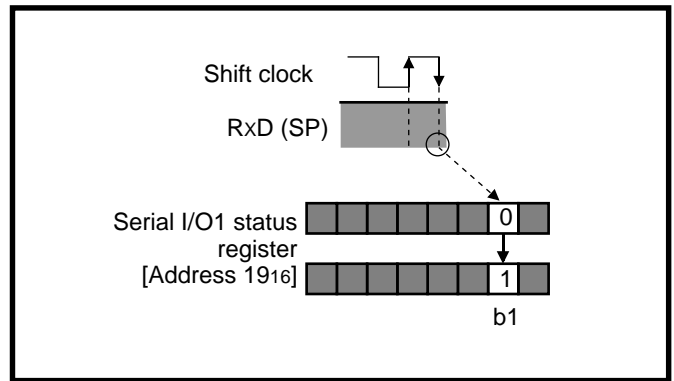 Shift clock
RxD (SP)
0
Serial I/O1 status
register
[Address 1916]
1
b1